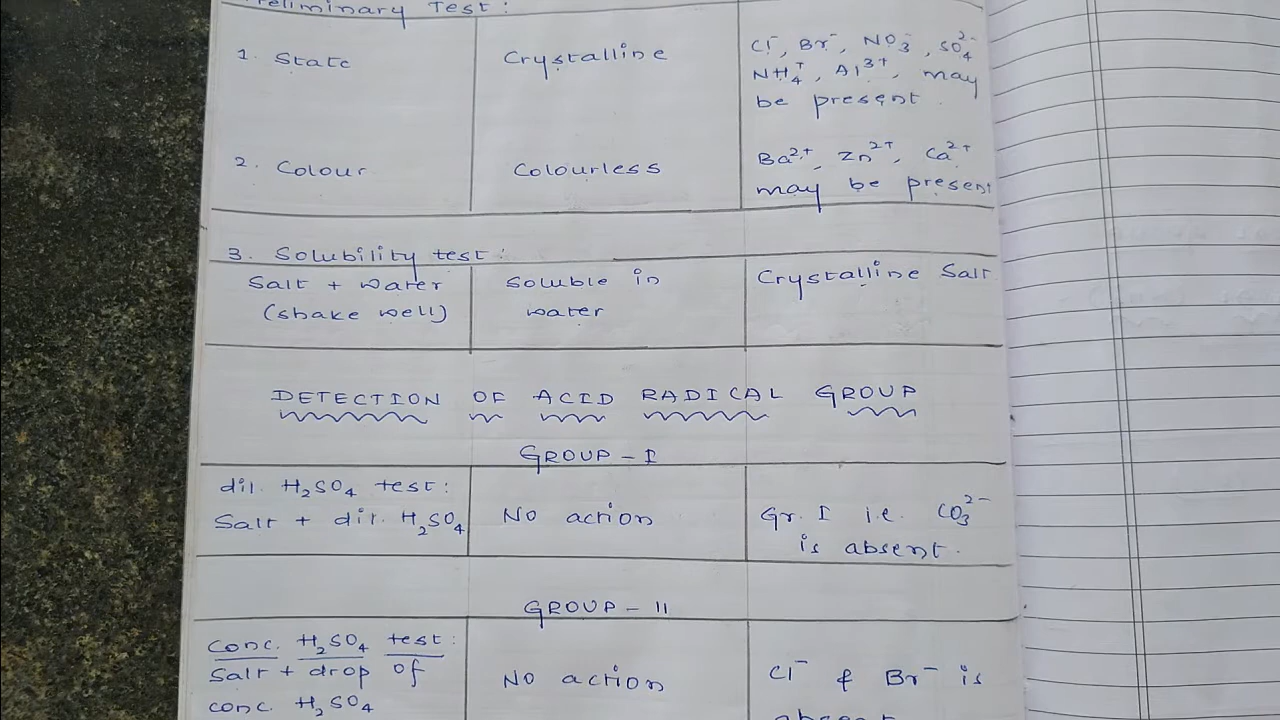 Preliminary Test:
1. State
Crystalline
Cl⁻, Br⁻, NO₃⁻, SO₄²⁻
NH₄⁺, Al³⁺, may
be present.
2. Colour
Colourless
Ba²⁺, Zn²⁺, Ca²⁺
may be present
3. Solubility test:
Salt + water
(shake well)
Soluble in
water
Crystalline Salt
DETECTION OF ACID RADICAL GROUP
GROUP - I
dil. H₂SO₄ test:
Salt + dil. H₂SO₄
No action
Gr. I i.e. CO₃²⁻
is absent.
GROUP - II
conc. H₂SO₄ test:
Salt + drop of
conc. H₂SO₄
No action
Cl⁻ & Br⁻ is
absent